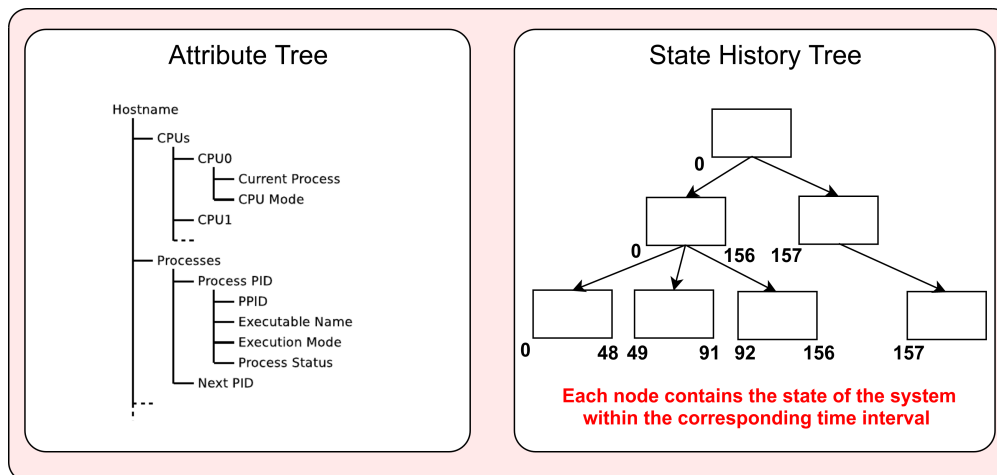 Attribute Tree
Hostname
CPUs
CPU0
Current Process
CPU Mode
CPU1
Processes
Process PID
PPID
Executable Name
Execution Mode
Process Status
Next PID
State History Tree
0
0 156 157
0 48 49 91 92 156 157
Each node contains the state of the system
within the corresponding time interval